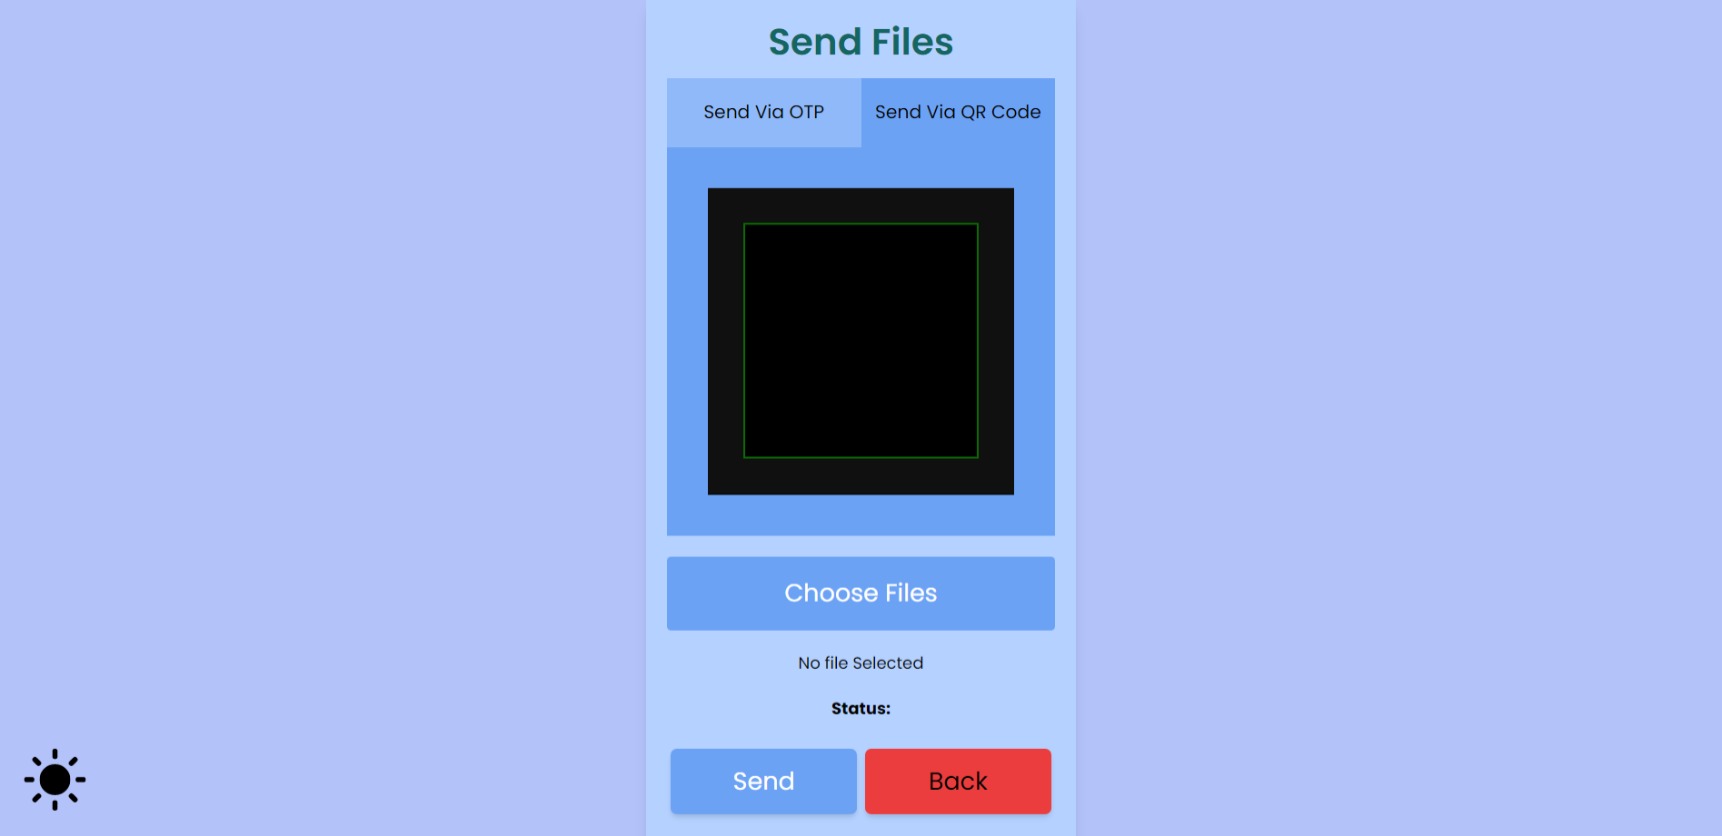 Send Files
Send Via OTP
Send Via QR Code
Choose Files
No file Selected
Status:
Send
Back